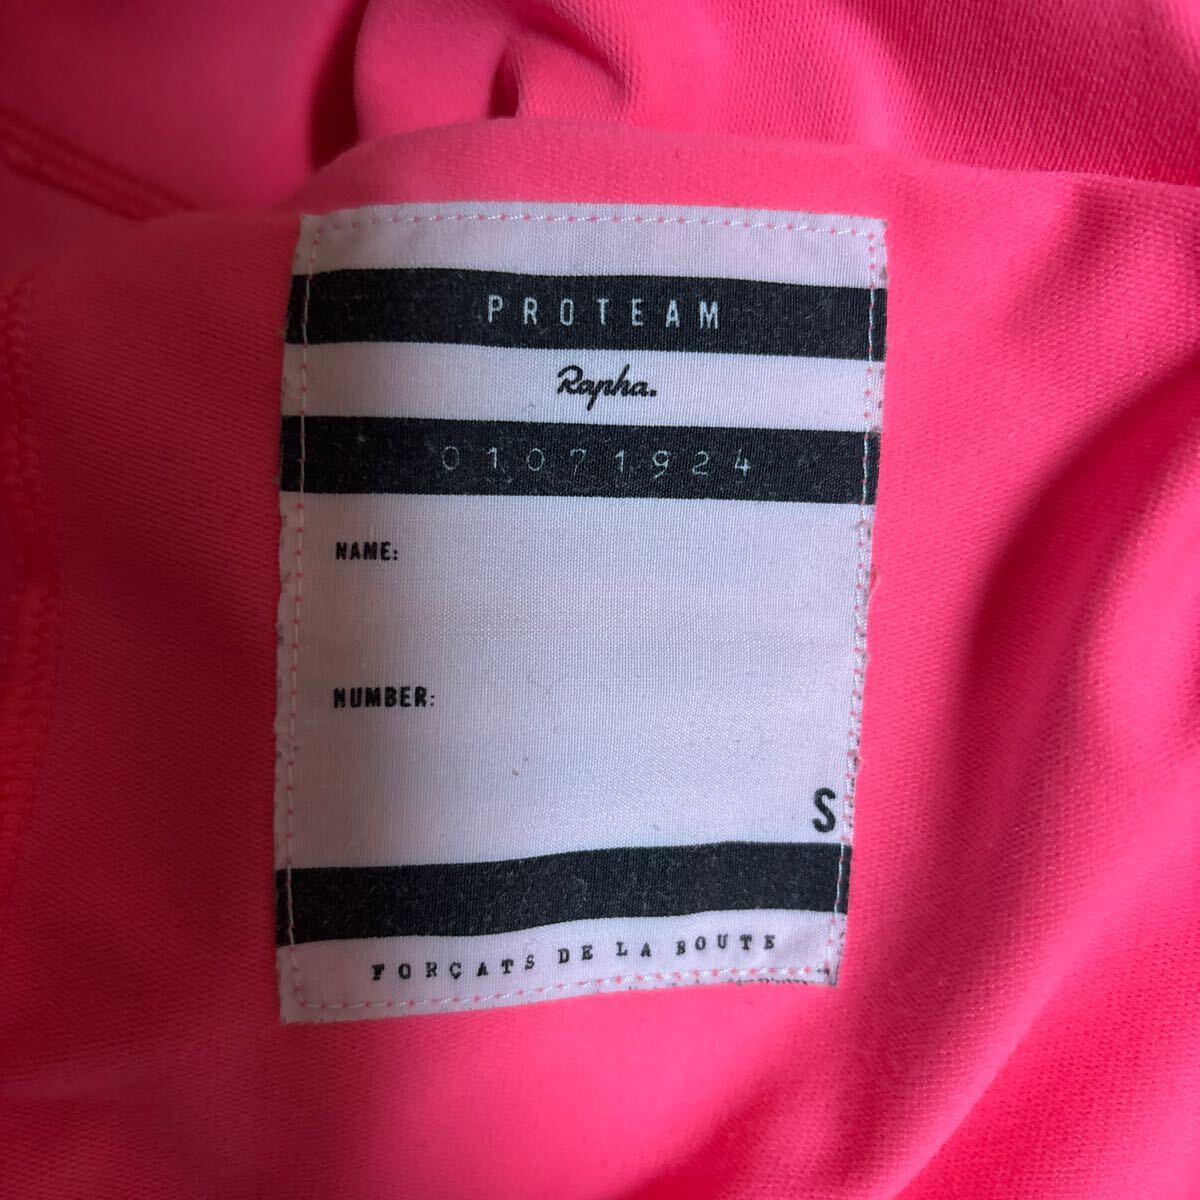 PROTEAM
Rapha.
01071924
NAME:
NUMBER:
S
FORÇATS DE LA ROUTE